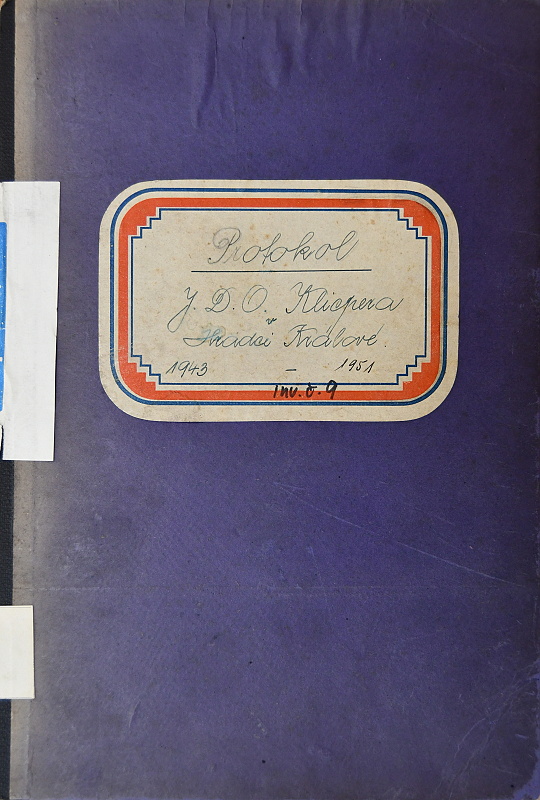 Protokol
J. D. O. Klicpera
v
Hradci Králové.
1943 — 1951
inv. č. 9